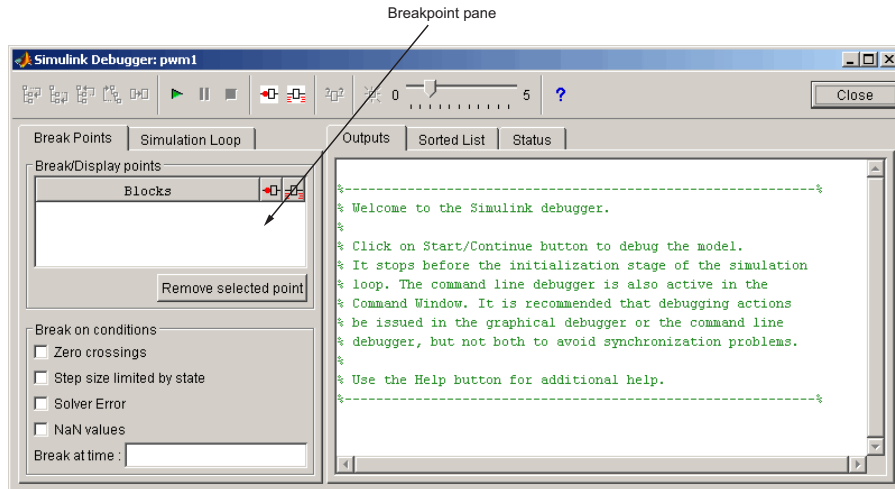 Breakpoint pane
Simulink Debugger: pwm1
0 5 ? Close
Break Points Simulation Loop
Outputs Sorted List Status
Break/Display points
Blocks
Remove selected point
Break on conditions
Zero crossings
Step size limited by state
Solver Error
NaN values
Break at time :
%------------------------------------------------------------%
% Welcome to the Simulink debugger.
%
% Click on Start/Continue button to debug the model.
% It stops before the initialization stage of the simulation
% loop. The command line debugger is also active in the
% Command Window. It is recommended that debugging actions
% be issued in the graphical debugger or the command line
% debugger, but not both to avoid synchronization problems.
%
% Use the Help button for additional help.
%------------------------------------------------------------%